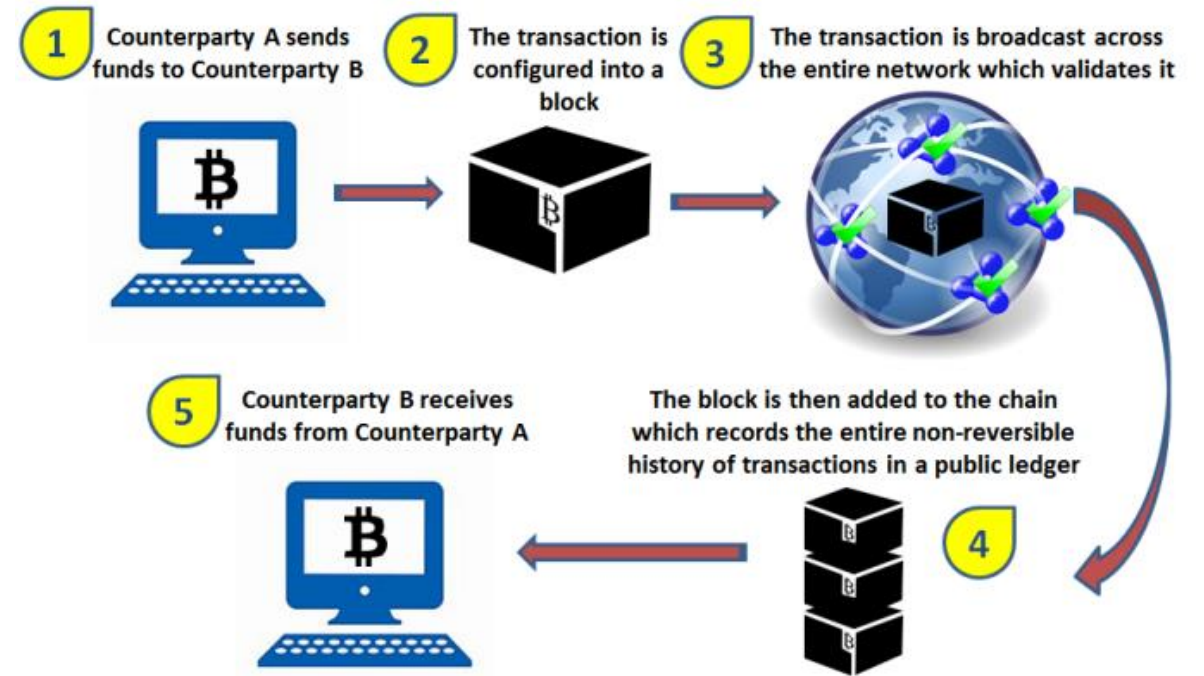 1
Counterparty A sends
funds to Counterparty B
2
The transaction is
configured into a
block
3
The transaction is broadcast across
the entire network which validates it
₿
₿
₿
5
Counterparty B receives
funds from Counterparty A
The block is then added to the chain
which records the entire non-reversible
history of transactions in a public ledger
4
₿
₿
₿
₿